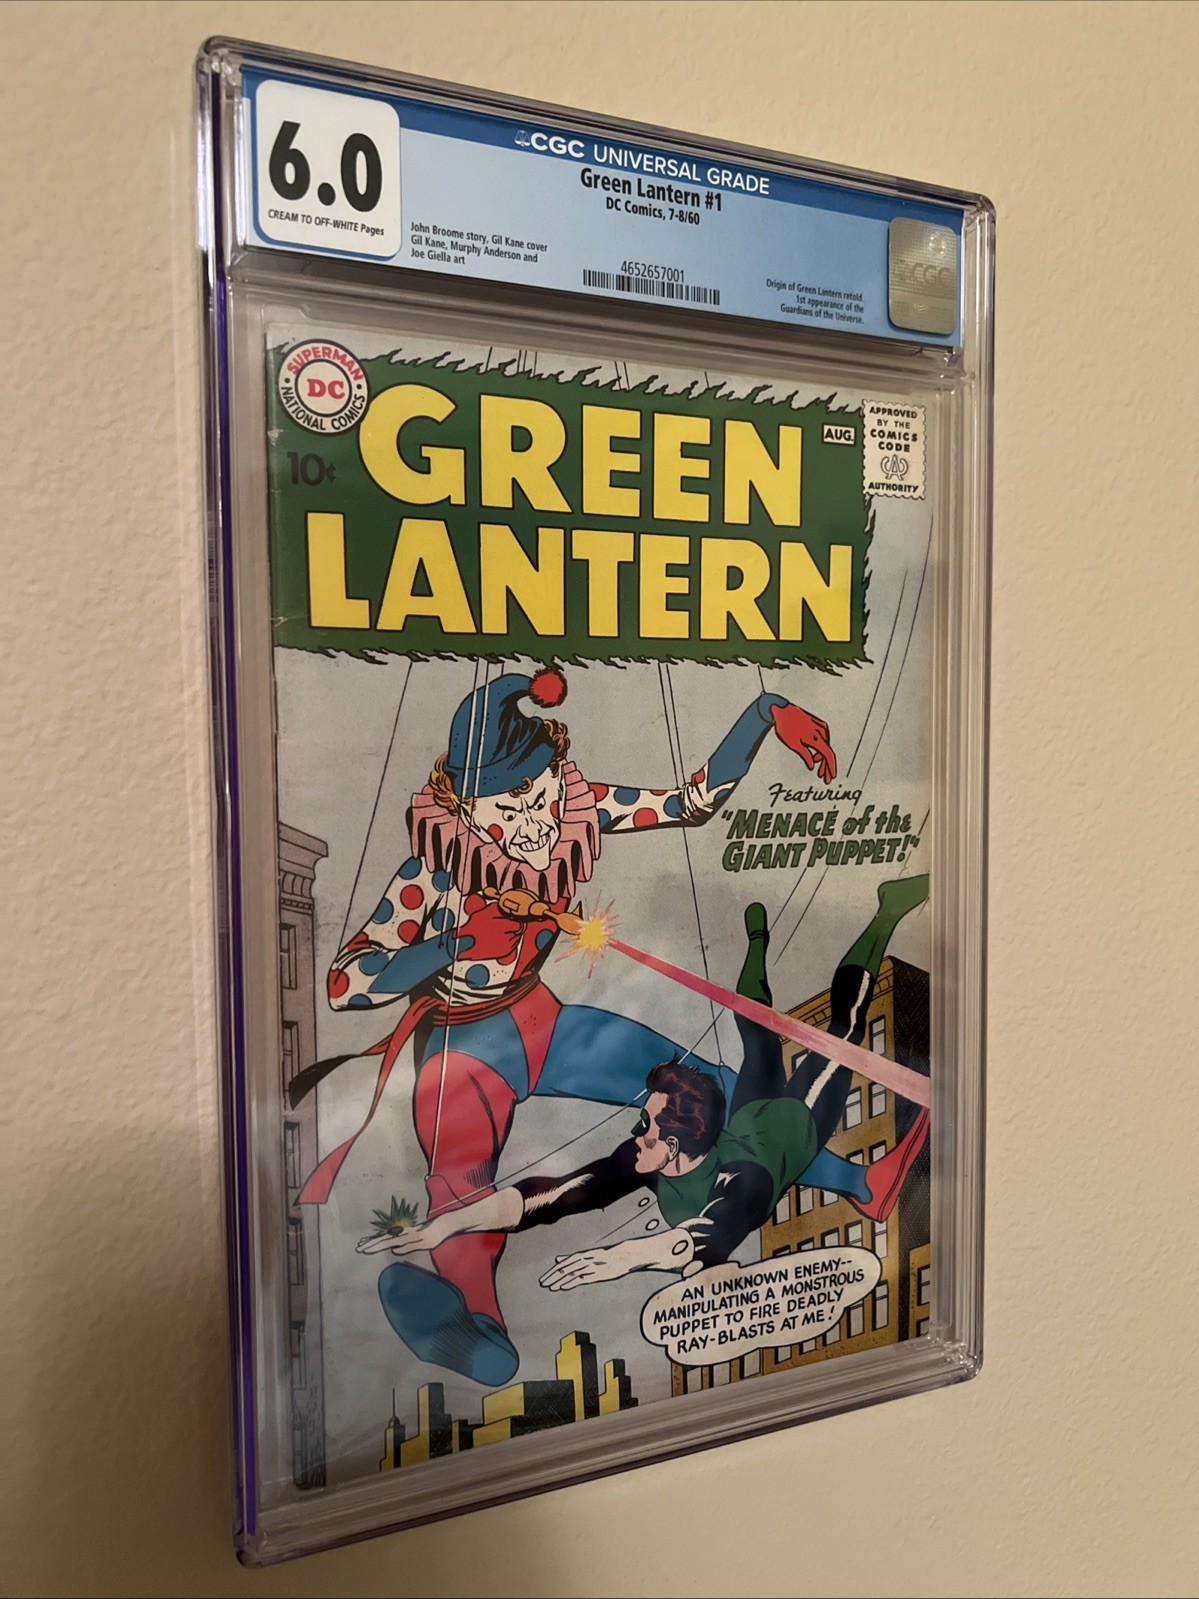 6.0
CREAM TO OFF-WHITE Pages
CGC UNIVERSAL GRADE
Green Lantern #1
DC Comics, 7-8/60
John Broome story, Gil Kane cover
Gil Kane, Murphy Anderson and
Joe Giella art
4652657001
Origin of Green Lantern retold.
1st appearance of the
Guardians of the Universe.
CGC
SUPERMAN
DC
NATIONAL COMICS
10¢
GREEN
LANTERN
AUG.
APPROVED
BY THE
COMICS
CODE
CA
AUTHORITY
Featuring
"MENACE of the
GIANT PUPPET!"
AN UNKNOWN ENEMY--
MANIPULATING A MONSTROUS
PUPPET TO FIRE DEADLY
RAY-BLASTS AT ME!